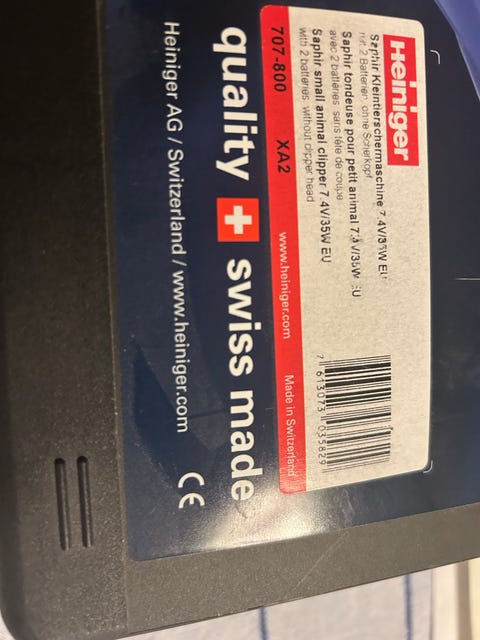 Heiniger
Saphir Kleintierschermaschine 7.4V/35W EU
mit 2 Batterien, ohne Scherkopf
Saphir tondeuse pour petit animal 7.4V/35W EU
avec 2 batteries sans tête de coupe
Saphir small animal clipper 7.4V/35W EU
with 2 batteries without clipper head
707-800 XA2 www.heiniger.com Made in Switzerland
7 613073 035829
quality swiss made
Heiniger AG / Switzerland / www.heiniger.com CE